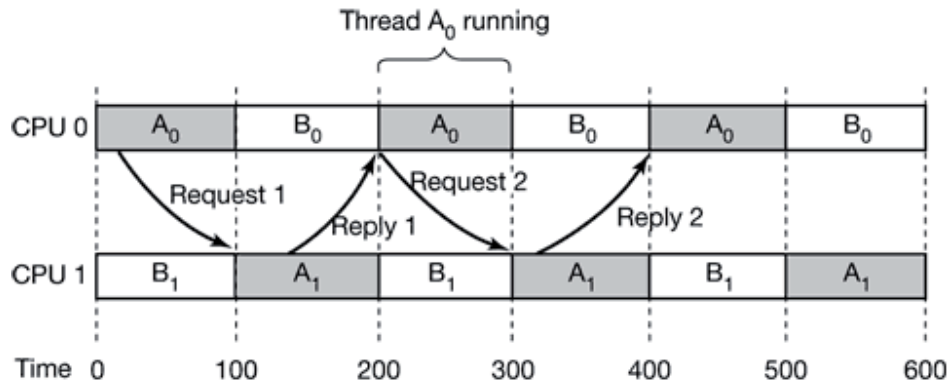 Thread A₀ running
CPU 0 A₀ B₀ A₀ B₀ A₀ B₀
Request 1 Reply 1 Request 2 Reply 2
CPU 1 B₁ A₁ B₁ A₁ B₁ A₁
Time 0 100 200 300 400 500 600